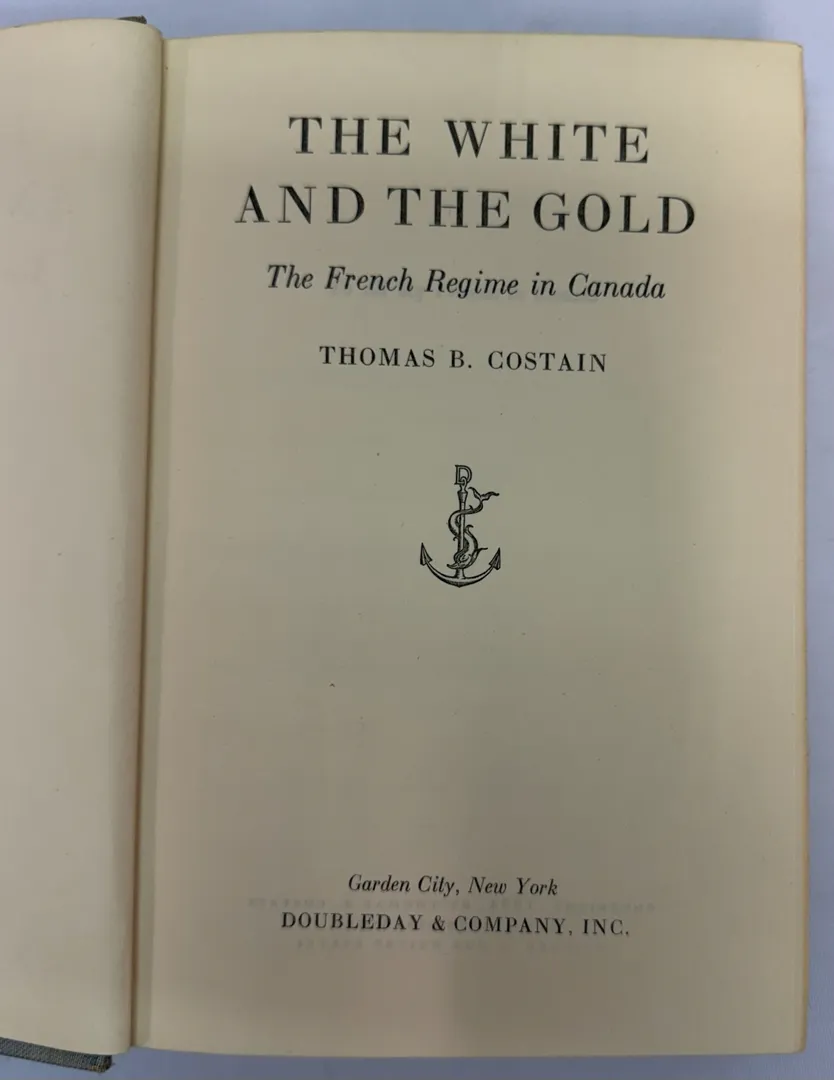 THE WHITE
AND THE GOLD
The French Regime in Canada
THOMAS B. COSTAIN
D
Garden City, New York
DOUBLEDAY & COMPANY, INC.